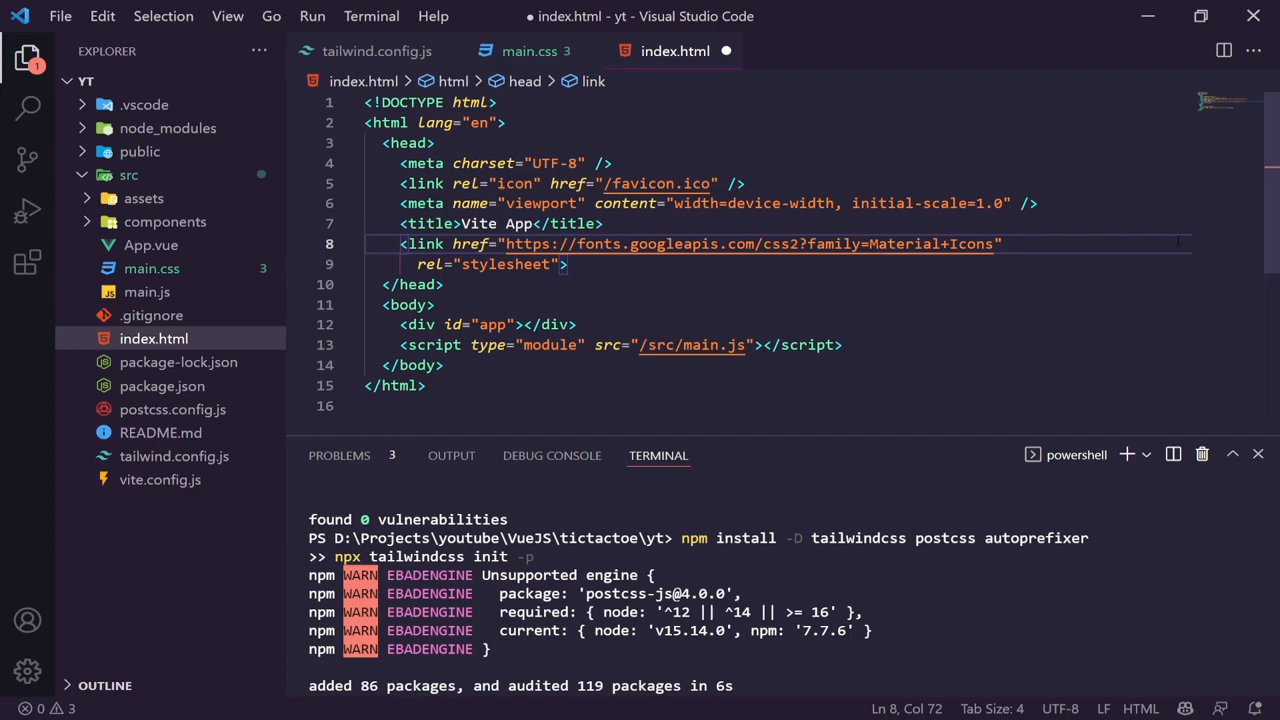 File Edit Selection View Go Run Terminal Help
● index.html - yt - Visual Studio Code
EXPLORER
1
YT
.vscode
node_modules
public
src
assets
components
App.vue
main.css 3
main.js
.gitignore
index.html
package-lock.json
package.json
postcss.config.js
README.md
tailwind.config.js
vite.config.js
OUTLINE
tailwind.config.js
main.css 3
index.html ●
index.html > html > head > link
1 <!DOCTYPE html>
2 <html lang="en">
3 <head>
4 <meta charset="UTF-8" />
5 <link rel="icon" href="/favicon.ico" />
6 <meta name="viewport" content="width=device-width, initial-scale=1.0" />
7 <title>Vite App</title>
8 <link href="https://fonts.googleapis.com/css2?family=Material+Icons"
9 rel="stylesheet">
10 </head>
11 <body>
12 <div id="app"></div>
13 <script type="module" src="/src/main.js"></script>
14 </body>
15 </html>
16
PROBLEMS 3 OUTPUT DEBUG CONSOLE TERMINAL
powershell
found 0 vulnerabilities
PS D:\Projects\youtube\VueJS\tictactoe\yt> npm install -D tailwindcss postcss autoprefixer
>> npx tailwindcss init -p
npm WARN EBADENGINE Unsupported engine {
npm WARN EBADENGINE   package: 'postcss-js@4.0.0',
npm WARN EBADENGINE   required: { node: '^12 || ^14 || >= 16' },
npm WARN EBADENGINE   current: { node: 'v15.14.0', npm: '7.7.6' }
npm WARN EBADENGINE }
added 86 packages, and audited 119 packages in 6s
0 3
Ln 8, Col 72 Tab Size: 4 UTF-8 LF HTML